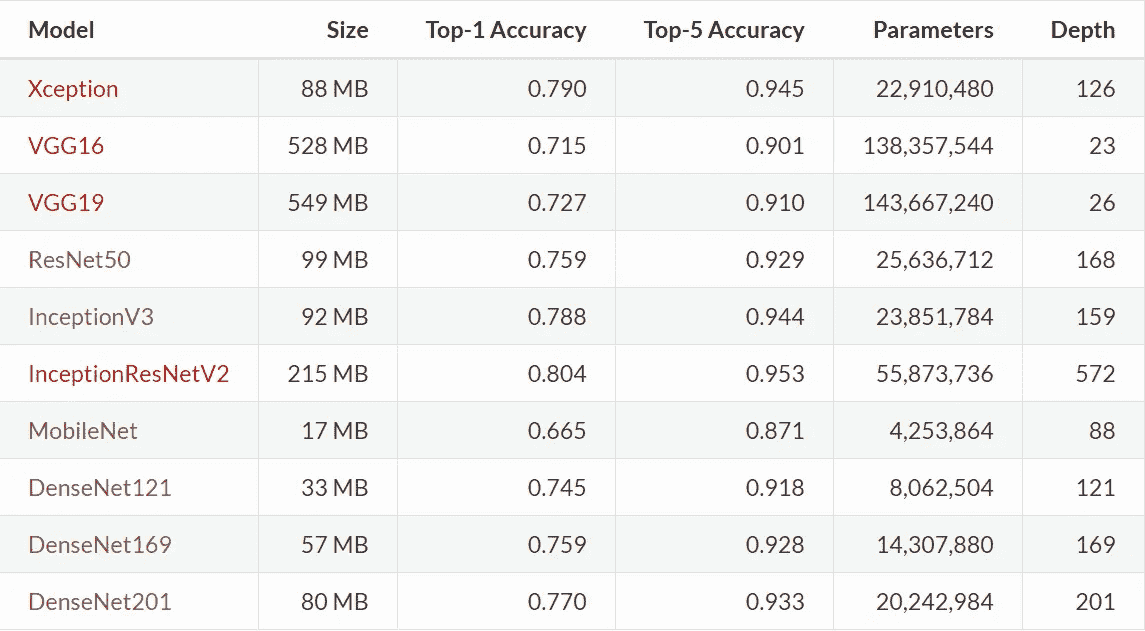 Model Size Top-1 Accuracy Top-5 Accuracy Parameters Depth
Xception 88 MB 0.790 0.945 22,910,480 126
VGG16 528 MB 0.715 0.901 138,357,544 23
VGG19 549 MB 0.727 0.910 143,667,240 26
ResNet50 99 MB 0.759 0.929 25,636,712 168
InceptionV3 92 MB 0.788 0.944 23,851,784 159
InceptionResNetV2 215 MB 0.804 0.953 55,873,736 572
MobileNet 17 MB 0.665 0.871 4,253,864 88
DenseNet121 33 MB 0.745 0.918 8,062,504 121
DenseNet169 57 MB 0.759 0.928 14,307,880 169
DenseNet201 80 MB 0.770 0.933 20,242,984 201